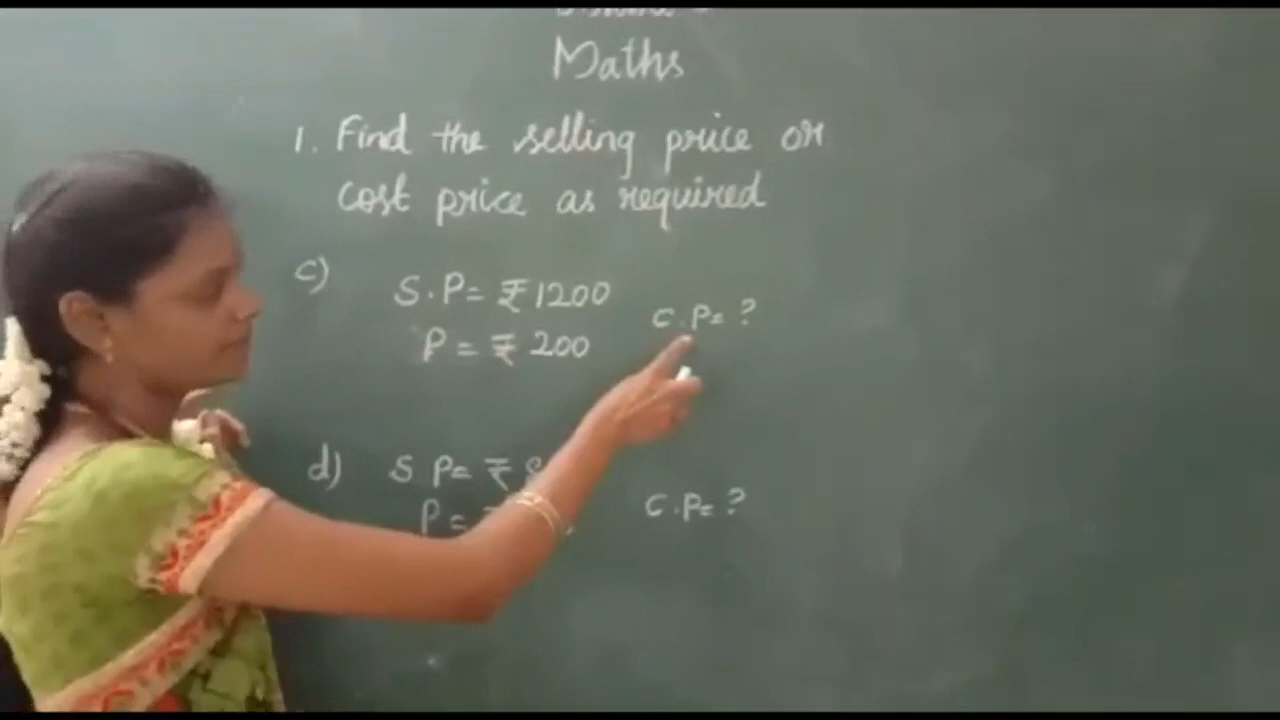 Maths
1. Find the selling price or
cost price as required
c) S.P = ₹ 1200
P = ₹ 200
C.P = ?
d) S P = ₹
P =
C.P = ?